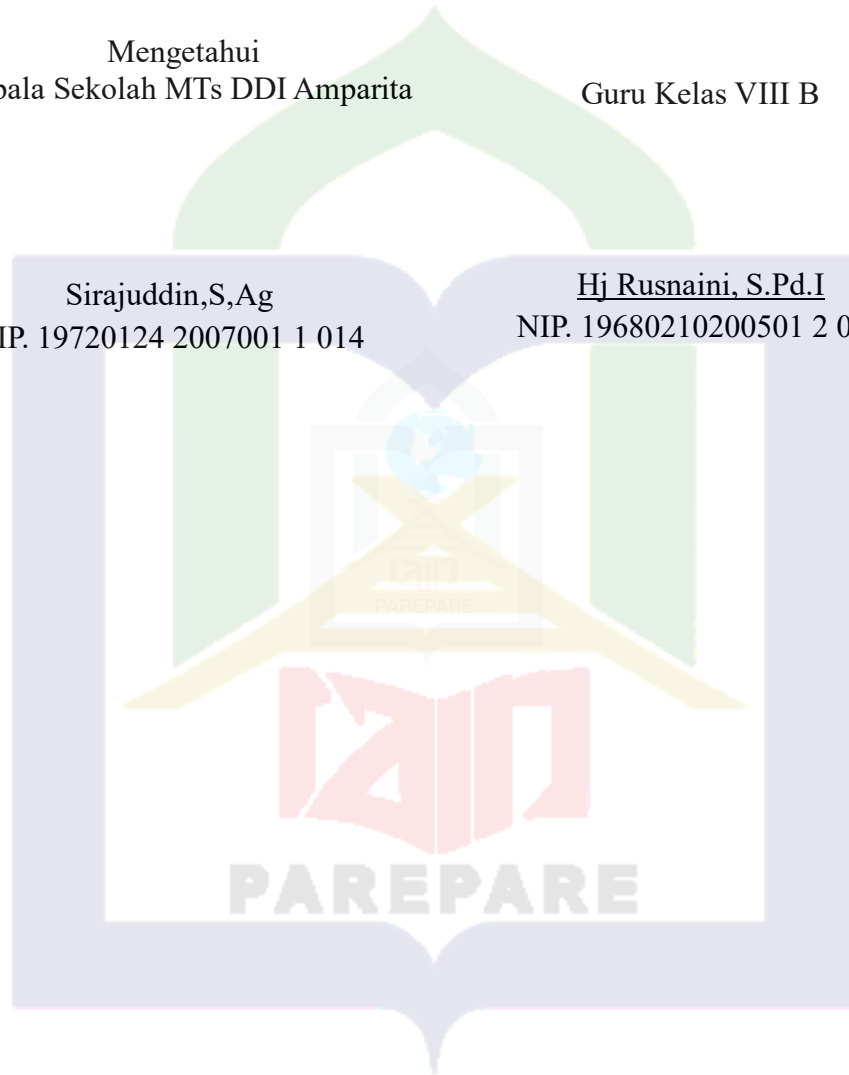 Mengetahui
pala Sekolah MTs DDI Amparita
Guru Kelas VIII B
Sirajuddin,S,Ag
IP. 19720124 2007001 1 014
Hj Rusnaini, S.Pd.I
NIP. 19680210200501 2 0
PAREPARE
iain
PAREPARE